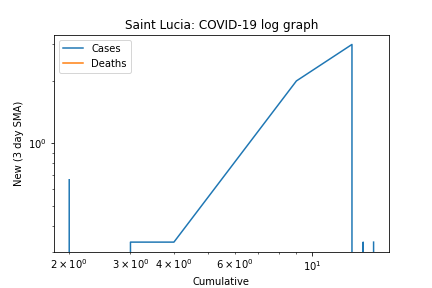 Saint Lucia: COVID-19 log graph
Cases
Deaths
New (3 day SMA)
10⁰
2 × 10⁰ 3 × 10⁰ 4 × 10⁰ 6 × 10⁰ 10¹
Cumulative